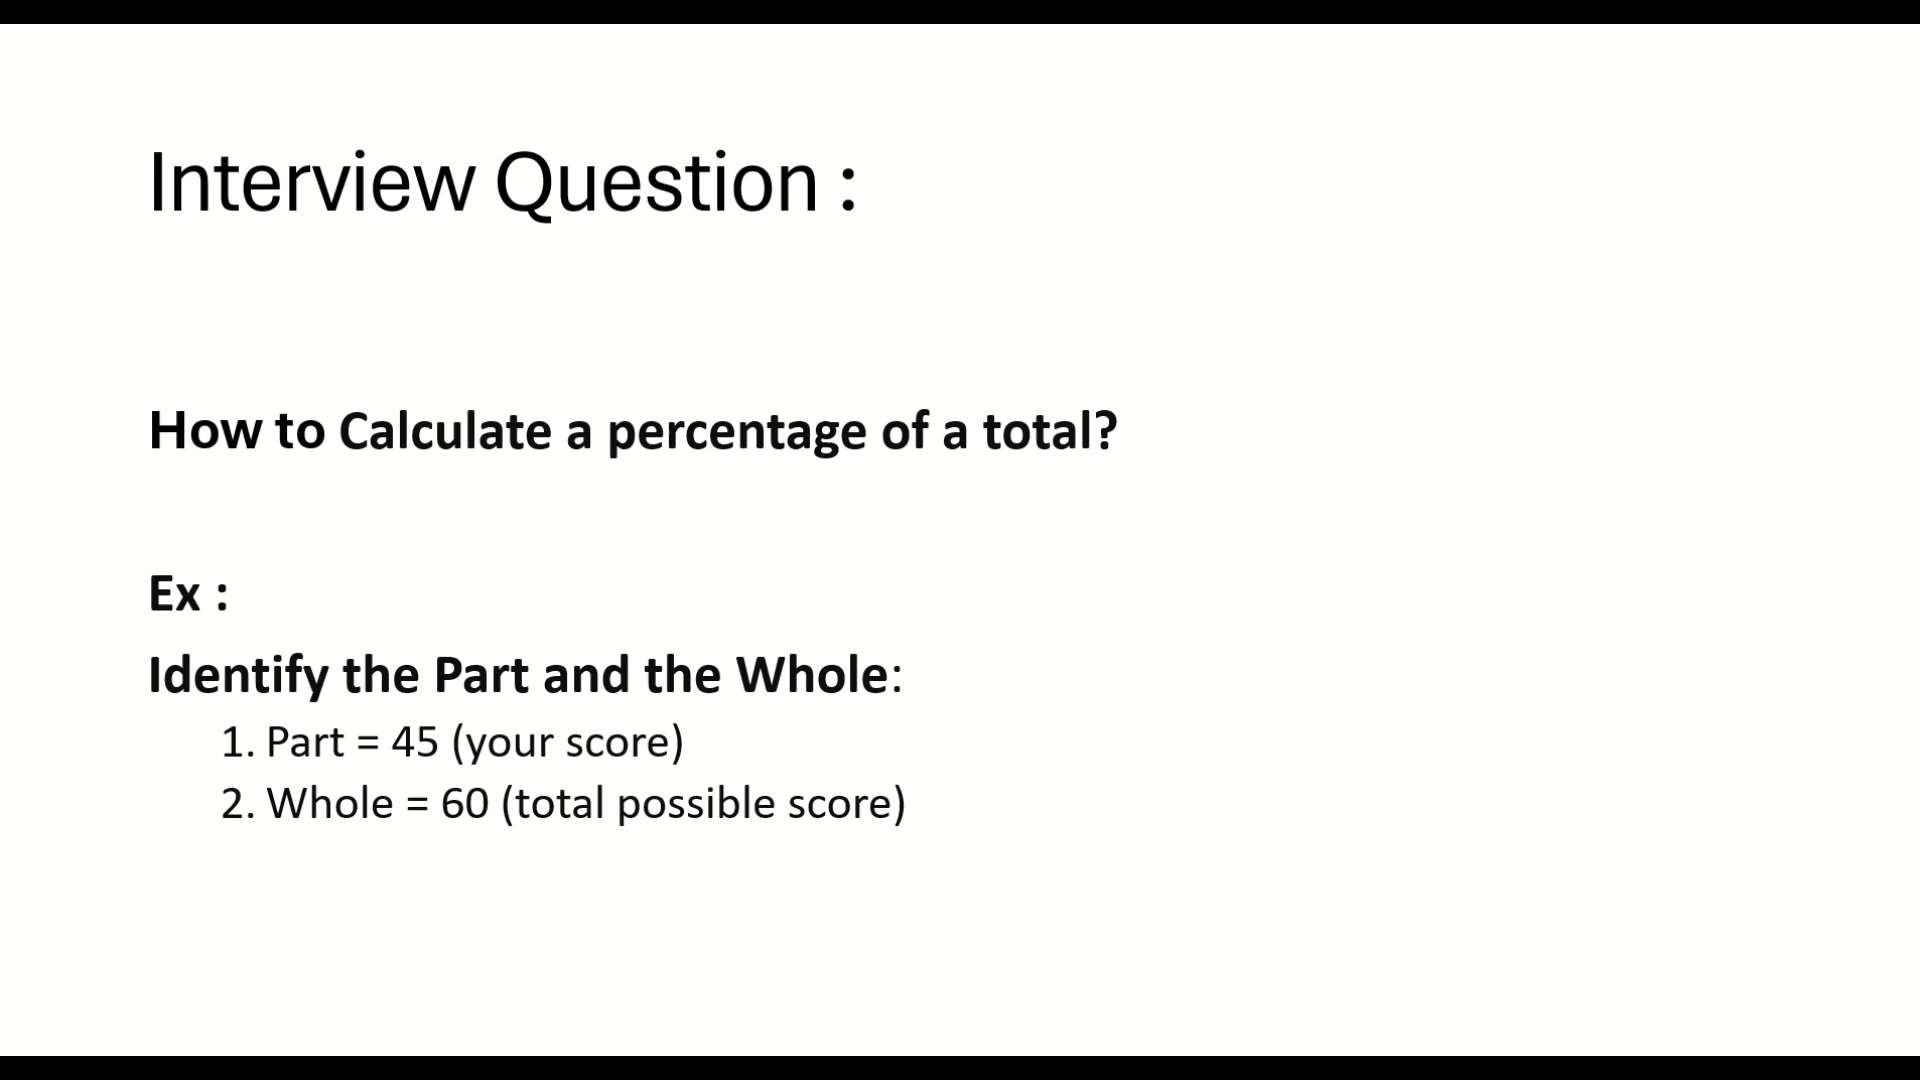 Interview Question :
How to Calculate a percentage of a total?
Ex :
Identify the Part and the Whole:
1. Part = 45 (your score)
2. Whole = 60 (total possible score)